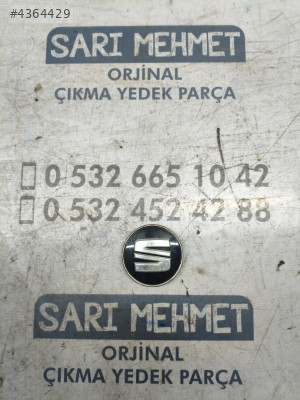 #4364429
SARI MEHMET
ORJİNAL
ÇIKMA YEDEK PARÇA
0 532 665 10 42
0 532 452 42 88
SARI MEHMET
ORJİNAL
ÇIKMA YEDEK PARÇA